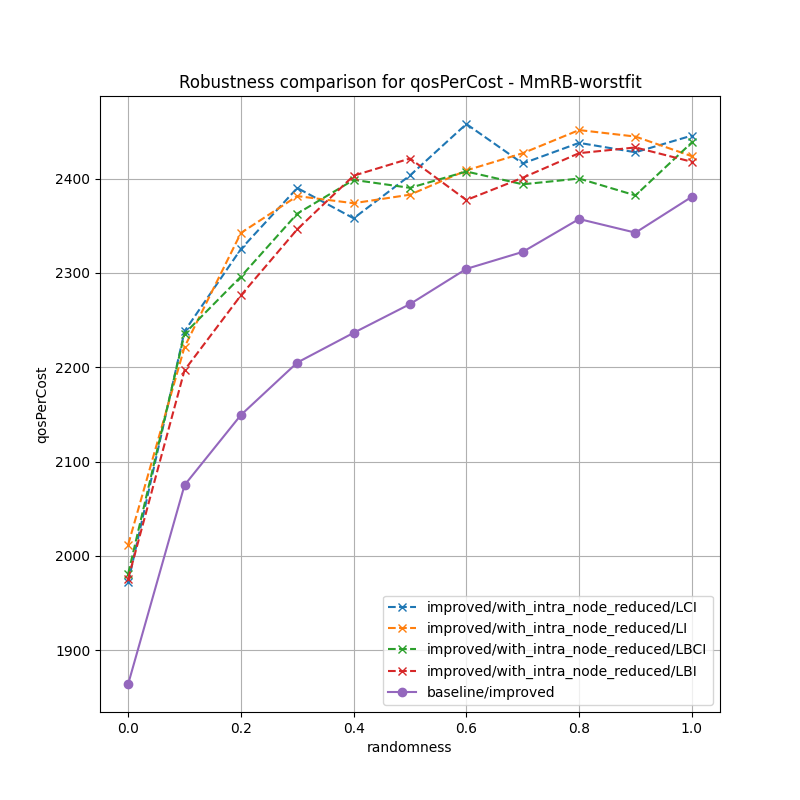 Robustness comparison for qosPerCost - MmRB-worstfit
qosPerCost
2400
2300
2200
2100
2000
1900
0.0
0.2
0.4
0.6
0.8
1.0
randomness
improved/with_intra_node_reduced/LCI
improved/with_intra_node_reduced/LI
improved/with_intra_node_reduced/LBCI
improved/with_intra_node_reduced/LBI
baseline/improved